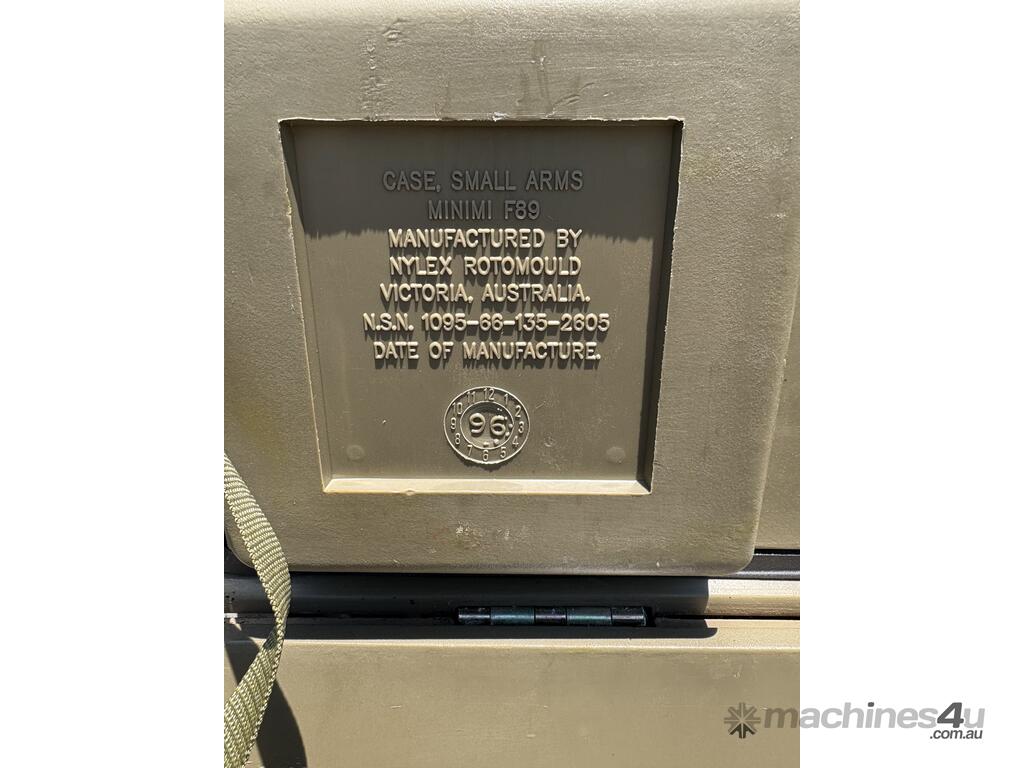 CASE, SMALL ARMS
MINIMI F89
MANUFACTURED BY
NYLEX ROTOMOULD
VICTORIA, AUSTRALIA.
N.S.N. 1095-66-135-2605
DATE OF MANUFACTURE.
12 1 2 3 4 5 6 7 8 9 10 11
96
machines4u
.com.au